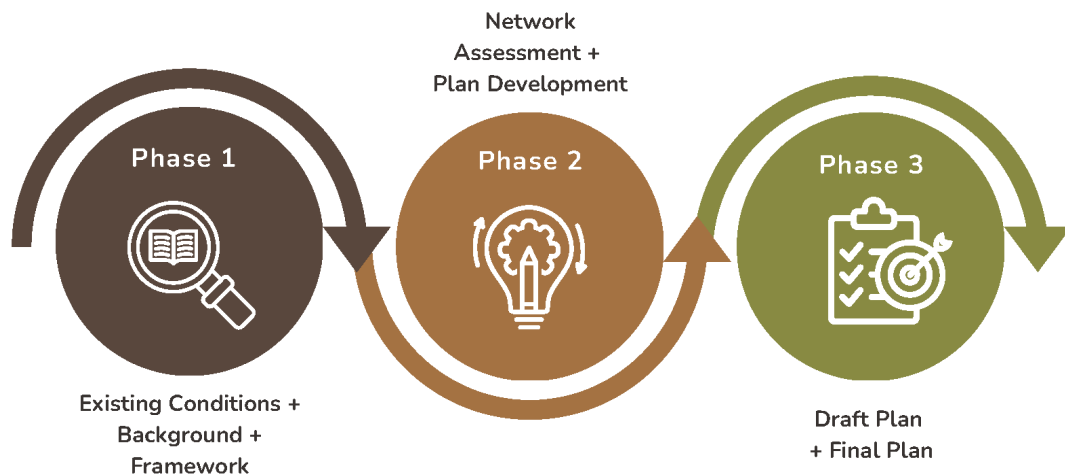 Phase 1
Existing Conditions +
Background +
Framework
Network
Assessment +
Plan Development
Phase 2
Phase 3
Draft Plan
+ Final Plan